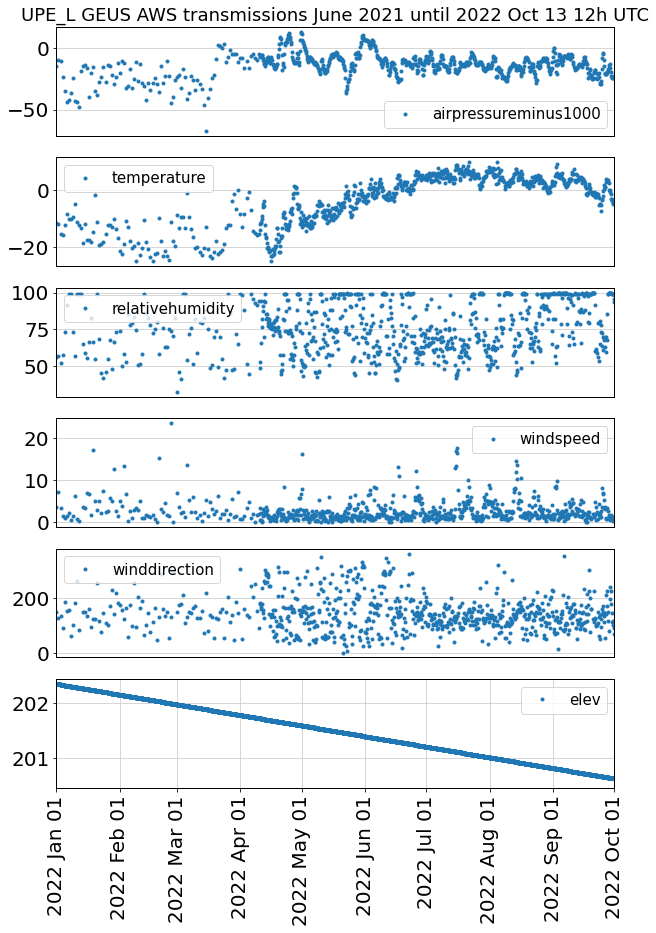 UPE_L GEUS AWS transmissions June 2021 until 2022 Oct 13 12h UTC
0
−50
airpressureminus1000
0
−20
temperature
100
75
50
relativehumidity
20
10
0
windspeed
200
0
winddirection
202
201
elev
2022 Jan 01
2022 Feb 01
2022 Mar 01
2022 Apr 01
2022 May 01
2022 Jun 01
2022 Jul 01
2022 Aug 01
2022 Sep 01
2022 Oct 01